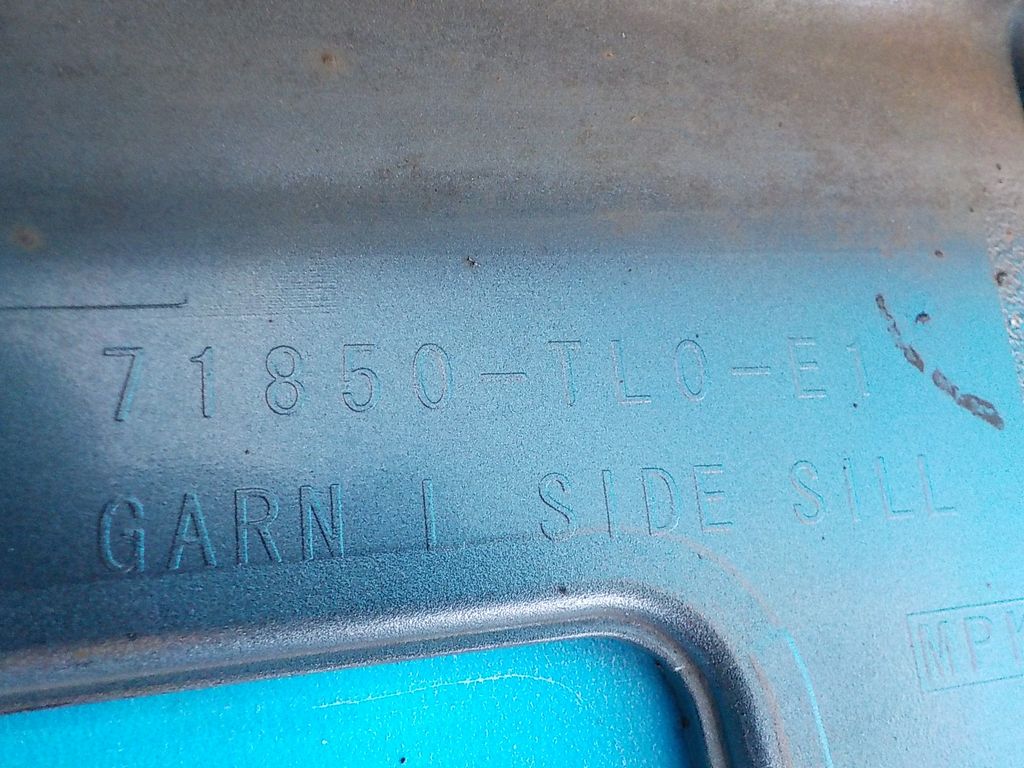 71850-TL0-E1
GARN I SIDE SILL